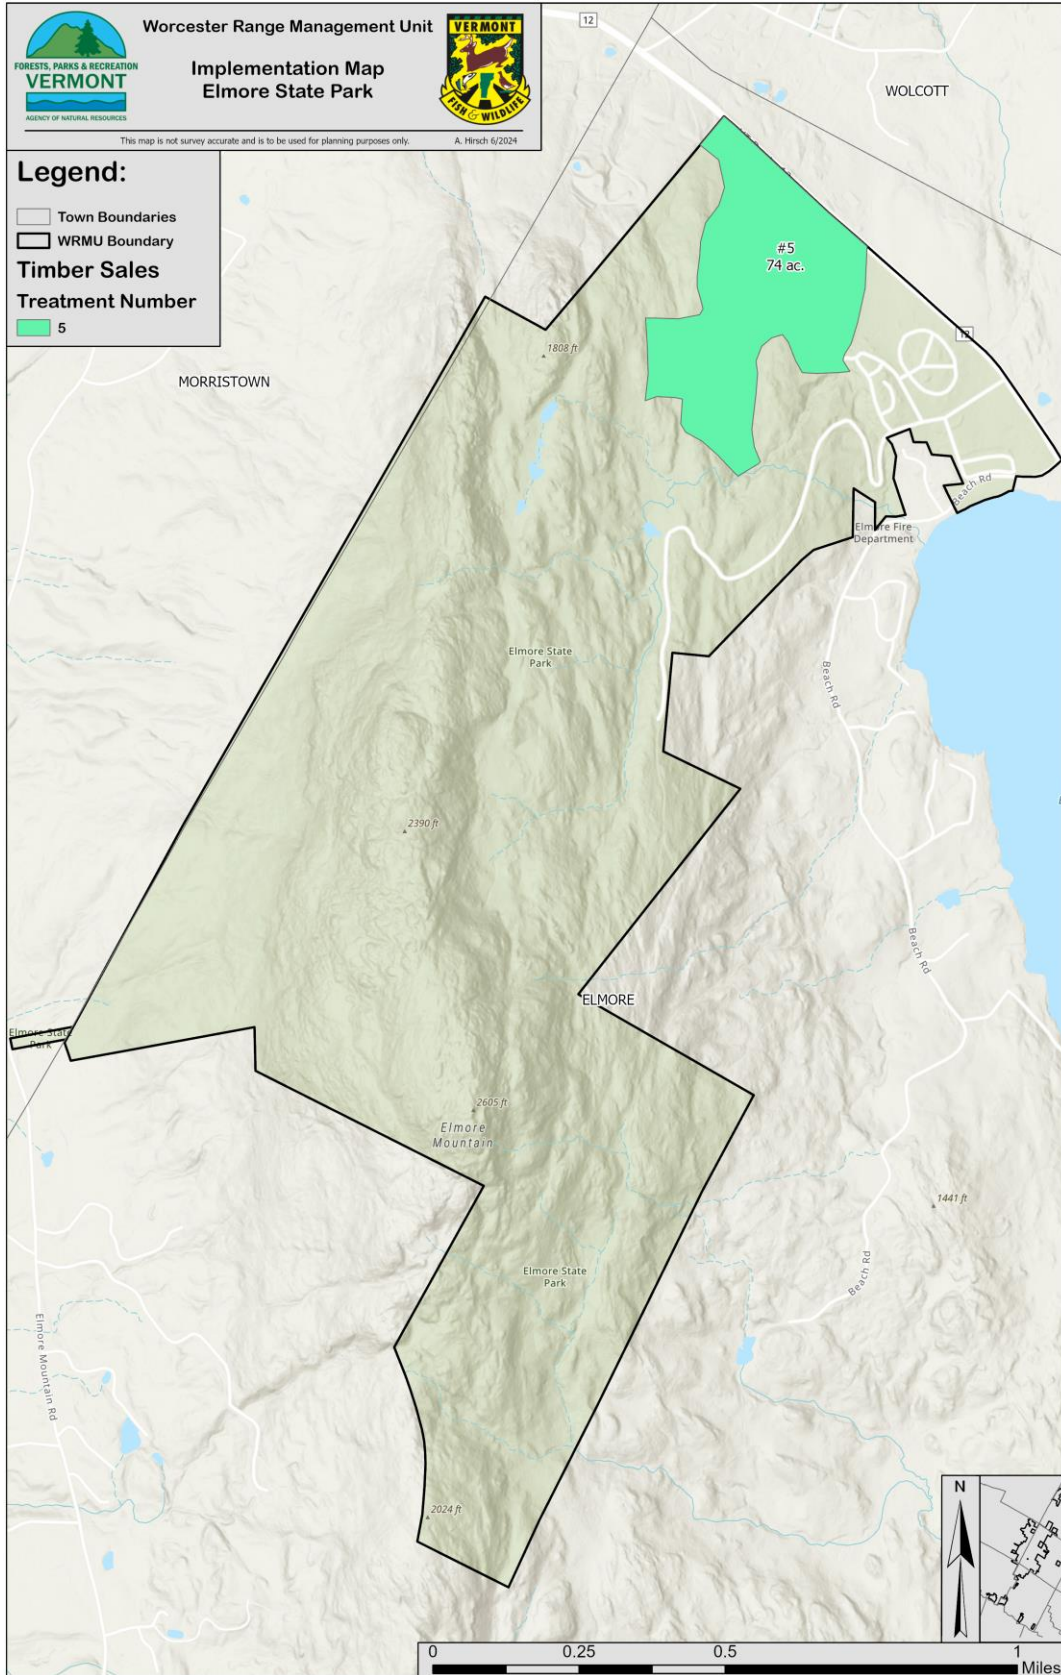 FORESTS, PARKS & RECREATION
VERMONT
AGENCY OF NATURAL RESOURCES
Worcester Range Management Unit
Implementation Map
Elmore State Park
VERMONT
FISH & WILDLIFE
This map is not survey accurate and is to be used for planning purposes only.
A. Hirsch 6/2024
Legend:
Town Boundaries
WRMU Boundary
Timber Sales
Treatment Number
5
12
WOLCOTT
#5
74 ac.
12
1808 ft
MORRISTOWN
Beach Rd
Elmore Fire
Department
Elmore State
Park
Beach Rd
2390 ft
Beach Rd
ELMORE
Elmore State
Park
2605 ft
Elmore
Mountain
1441 ft
Elmore State
Park
Beach Rd
Elmore Mountain Rd
2024 ft
N
0
0.25
0.5
1
Miles